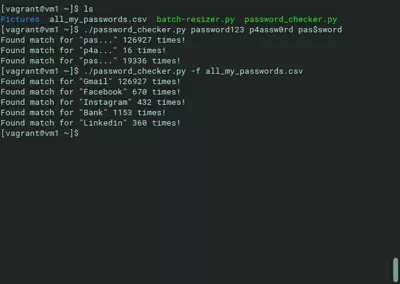 [vagrant@vm1 ~]$ ls
Pictures  all_my_passwords.csv  batch-resizer.py  password_checker.py
[vagrant@vm1 ~]$ ./password_checker.py password123 p4assw0rd pas$sword
Found match for "pas..." 126927 times!
Found match for "p4a..." 16 times!
Found match for "pas..." 19336 times!
[vagrant@vm1 ~]$ ./password_checker.py -f all_my_passwords.csv
Found match for "Gmail" 126927 times!
Found match for "Facebook" 670 times!
Found match for "Instagram" 432 times!
Found match for "Bank" 1153 times!
Found match for "Linkedin" 360 times!
[vagrant@vm1 ~]$